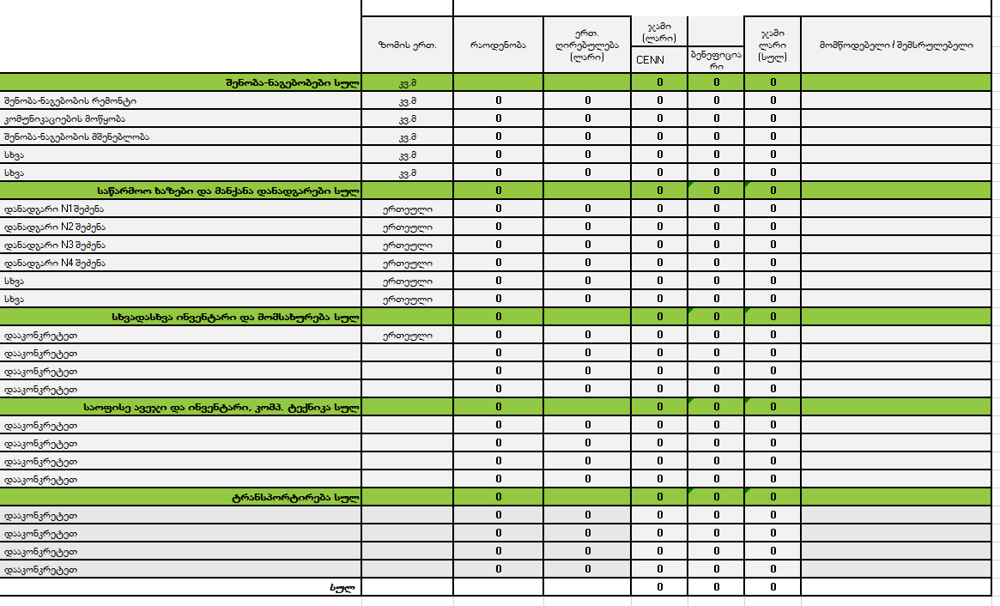 ზომის ერთ. რაოდენობა ერთ. ღირებულება (ლარი) ჯამი (ლარი) ჯამი ლარი (სულ) მომწოდებელი / შემსრულებელი
CENN ბენეფიციარი
შენობა-ნაგებობები სულ კვ.მ 0 0 0
შენობა-ნაგებობის რემონტი კვ.მ 0 0 0 0 0
კომუნიკაციების მოწყობა კვ.მ 0 0 0 0 0
შენობა-ნაგებობის მშენებლობა კვ.მ 0 0 0 0 0
სხვა კვ.მ 0 0 0 0 0
სხვა კვ.მ 0 0 0 0 0
საწარმოო ხაზები და მანქანა დანადგარები სულ 0 0 0 0
დანადგარი N1 შეძენა ერთეული 0 0 0 0 0
დანადგარი N2 შეძენა ერთეული 0 0 0 0 0
დანადგარი N3 შეძენა ერთეული 0 0 0 0 0
დანადგარი N4 შეძენა ერთეული 0 0 0 0 0
სხვა ერთეული 0 0 0 0 0
სხვა ერთეული 0 0 0 0 0
სხვადასხვა ინვენტარი და მომსახურება სულ 0 0 0 0
დააკონკრეტეთ ერთეული 0 0 0 0 0
დააკონკრეტეთ 0 0 0 0 0
დააკონკრეტეთ 0 0 0 0 0
დააკონკრეტეთ 0 0 0 0 0
საოფისე ავეჯი და ინვენტარი, კომპ. ტექნიკა სულ 0 0 0 0
დააკონკრეტეთ 0 0 0 0 0
დააკონკრეტეთ 0 0 0 0 0
დააკონკრეტეთ 0 0 0 0 0
დააკონკრეტეთ 0 0 0 0 0
ტრანსპორტირება სულ 0 0 0 0
დააკონკრეტეთ 0 0 0 0 0
დააკონკრეტეთ 0 0 0 0 0
დააკონკრეტეთ 0 0 0 0 0
დააკონკრეტეთ 0 0 0 0 0
სულ 0 0 0